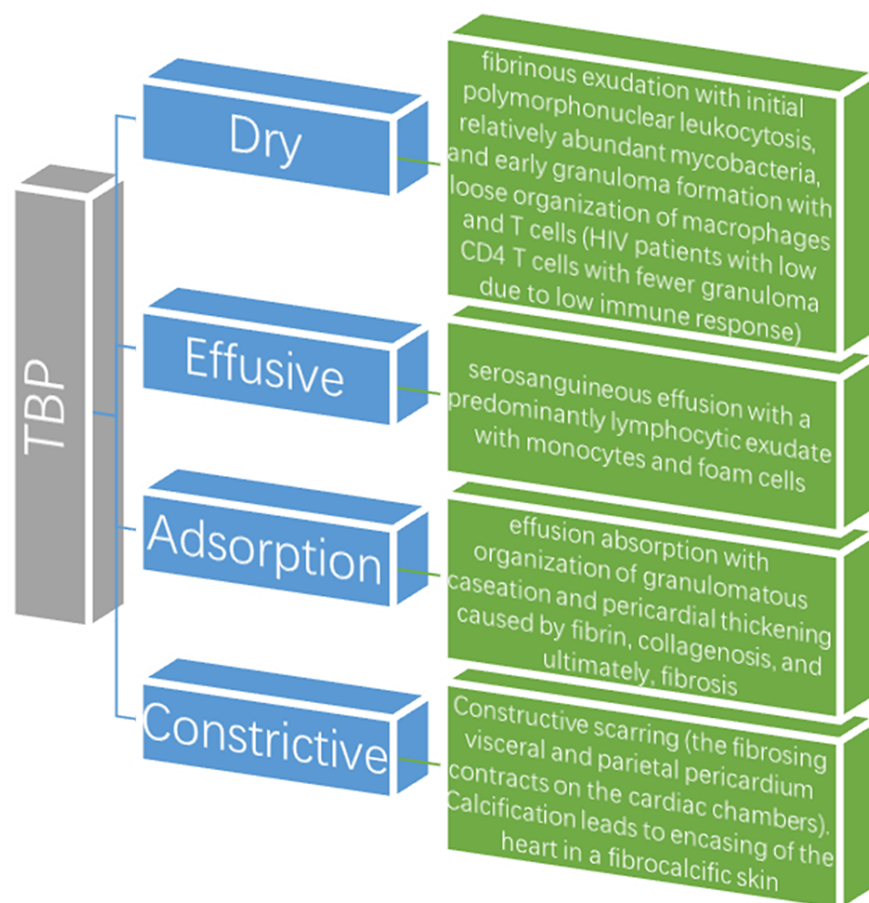 TBP
Dry
fibrinous exudation with initial
polymorphonuclear leukocytosis,
relatively abundant mycobacteria,
and early granuloma formation with
loose organization of macrophages
and T cells (HIV patients with low
CD4 T cells with fewer granuloma
due to low immune response)
Effusive
serosanguineous effusion with a
predominantly lymphocytic exudate
with monocytes and foam cells
Adsorption
effusion absorption with
organization of granulomatous
caseation and pericardial thickening
caused by fibrin, collagenosis, and
ultimately, fibrosis
Constrictive
Constructive scarring (the fibrosing
visceral and parietal pericardium
contracts on the cardiac chambers).
Calcification leads to encasing of the
heart in a fibrocalcific skin